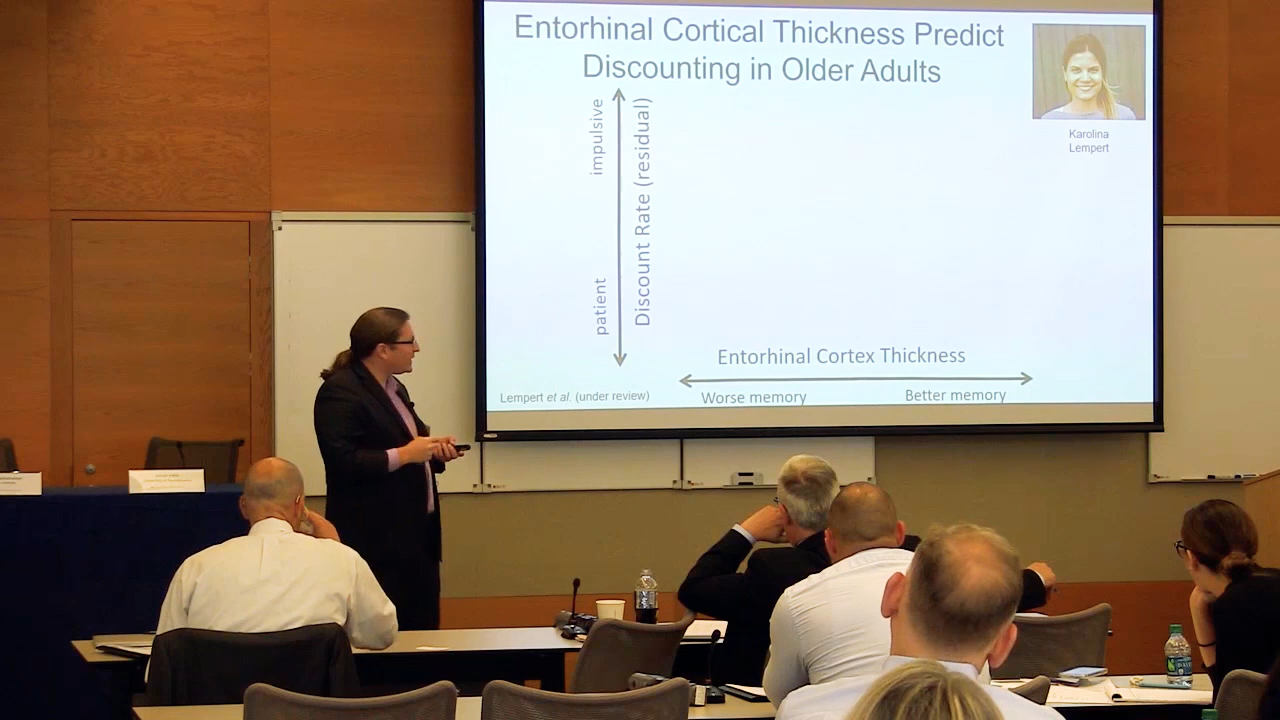 Entorhinal Cortical Thickness Predict
Discounting in Older Adults
Karolina
Lempert
impulsive
Discount Rate (residual)
patient
Entorhinal Cortex Thickness
Worse memory
Better memory
Lempert et al. (under review)